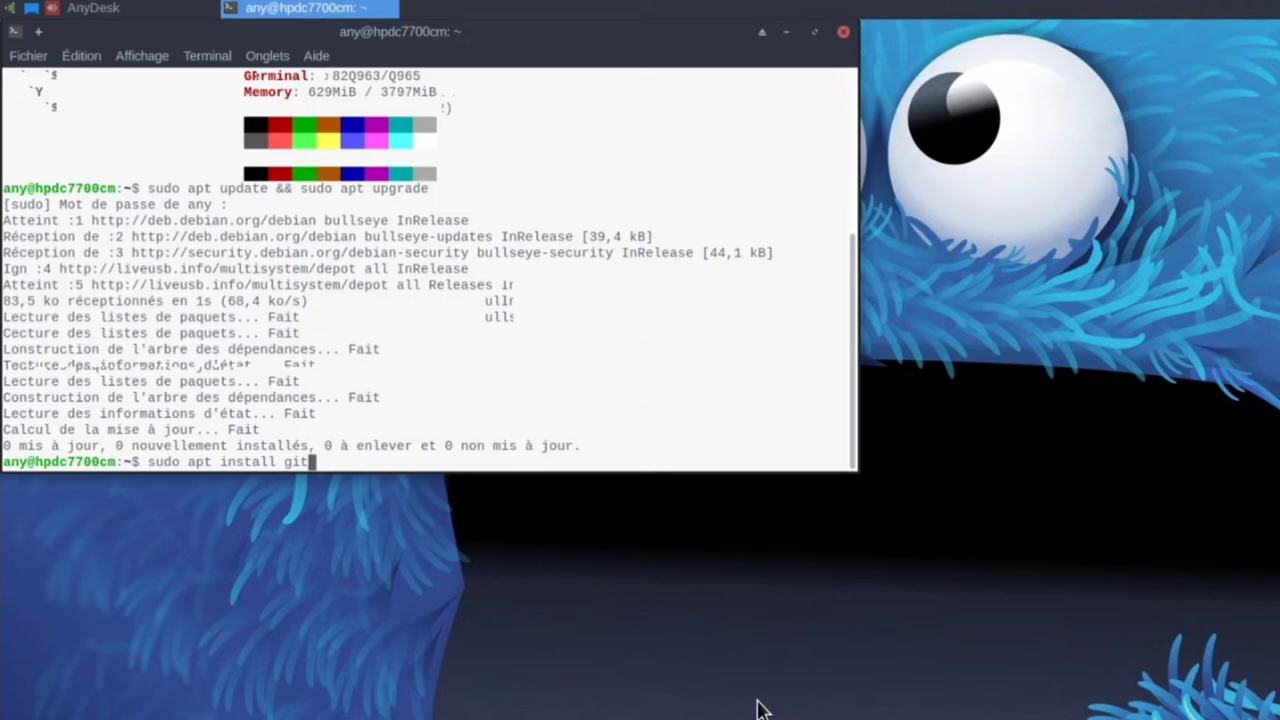 AnyDesk
any@hpdc7700cm: ~
any@hpdc7700cm: ~
Fichier Édition Affichage Terminal Onglets Aide
82Q963/Q965
Memory: 629MiB / 3797MiB
any@hpdc7700cm:~$ sudo apt update && sudo apt upgrade
[sudo] Mot de passe de any :
Atteint :1 http://deb.debian.org/debian bullseye InRelease
Réception de :2 http://deb.debian.org/debian bullseye-updates InRelease [39,4 kB]
Réception de :3 http://security.debian.org/debian-security bullseye-security InRelease [44,1 kB]
Ign :4 http://liveusb.info/multisystem/depot all InRelease
Atteint :5 http://liveusb.info/multisystem/depot all Releases
83,5 ko réceptionnés en 1s (68,4 ko/s)
Lecture des listes de paquets... Fait
Cecture des listes de paquets... Fait
Lonstruction de l'arbre des dépendances... Fait
Lecture des listes de paquets... Fait
Construction de l'arbre des dépendances... Fait
Lecture des informations d'état... Fait
Calcul de la mise à jour... Fait
0 mis à jour, 0 nouvellement installés, 0 à enlever et 0 non mis à jour.
any@hpdc7700cm:~$ sudo apt install git